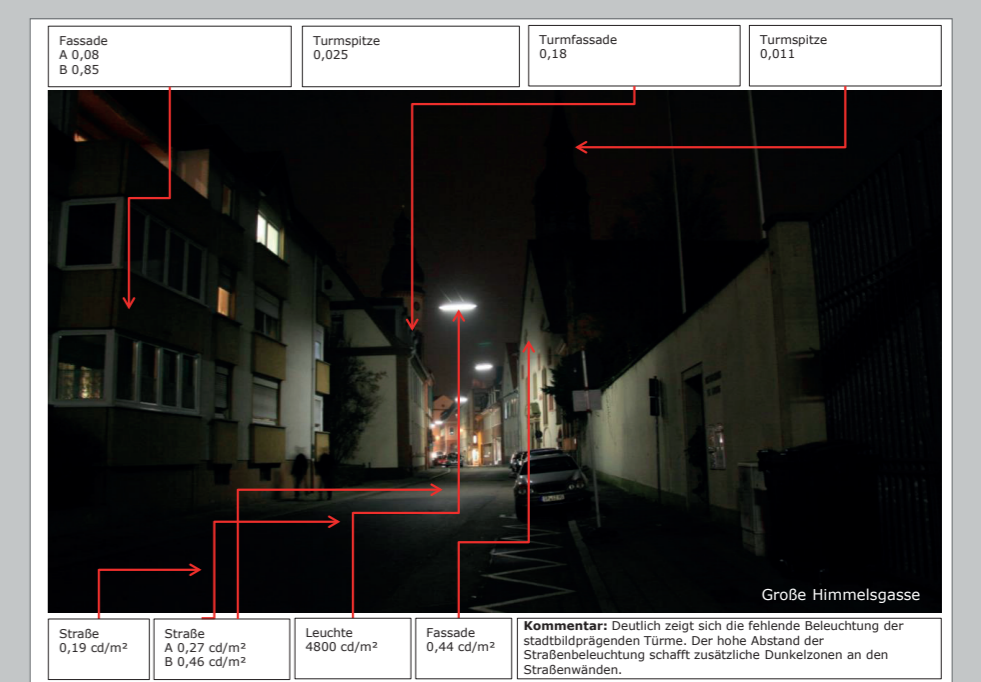 Fassade
A 0,08
B 0,85
Turmspitze
0,025
Turmfassade
0,18
Turmspitze
0,011
Große Himmelsgasse
Straße
0,19 cd/m²
Straße
A 0,27 cd/m²
B 0,46 cd/m²
Leuchte
4800 cd/m²
Fassade
0,44 cd/m²
Kommentar: Deutlich zeigt sich die fehlende Beleuchtung der
stadtbildprägenden Türme. Der hohe Abstand der
Straßenbeleuchtung schafft zusätzliche Dunkelzonen an den
Straßenwänden.